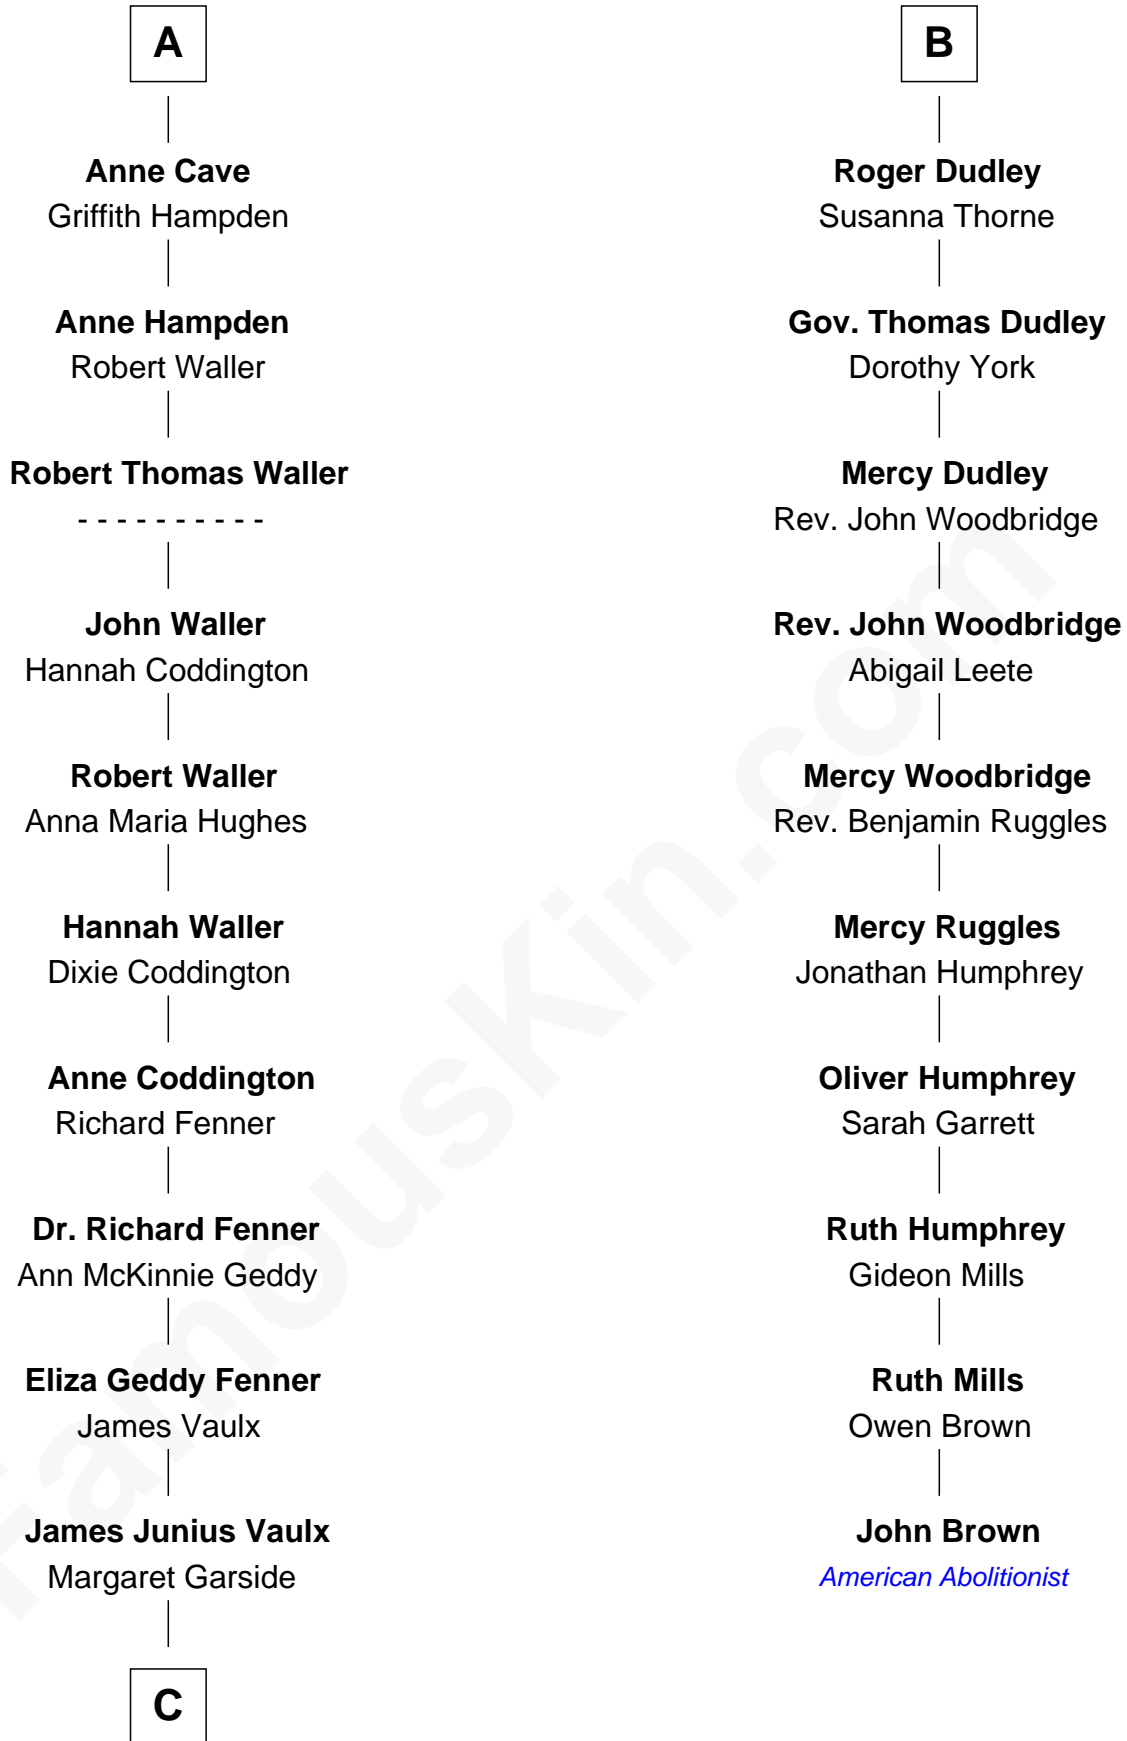 A
Anne Cave
Griffith Hampden
Anne Hampden
Robert Waller
Robert Thomas Waller
- - - - - - - - - -
John Waller
Hannah Coddington
Robert Waller
Anna Maria Hughes
Hannah Waller
Dixie Coddington
Anne Coddington
Richard Fenner
Dr. Richard Fenner
Ann McKinnie Geddy
Eliza Geddy Fenner
James Vaulx
James Junius Vaulx
Margaret Garside
C
B
Roger Dudley
Susanna Thorne
Gov. Thomas Dudley
Dorothy York
Mercy Dudley
Rev. John Woodbridge
Rev. John Woodbridge
Abigail Leete
Mercy Woodbridge
Rev. Benjamin Ruggles
Mercy Ruggles
Jonathan Humphrey
Oliver Humphrey
Sarah Garrett
Ruth Humphrey
Gideon Mills
Ruth Mills
Owen Brown
John Brown
American Abolitionist
FamousKin.com